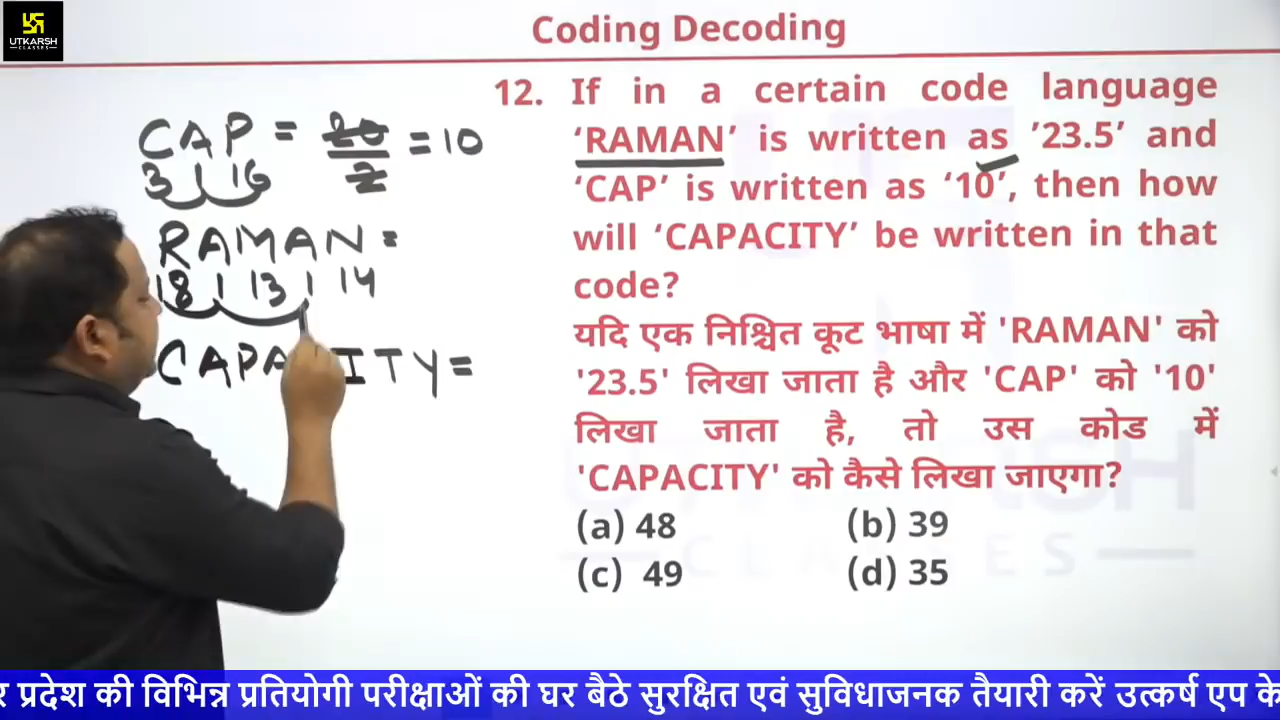 UTKARSH
CLASSES
Coding Decoding
12. If in a certain code language
‘RAMAN’ is written as ’23.5’ and
‘CAP’ is written as ‘10’, then how
will ‘CAPACITY’ be written in that
code?
यदि एक निश्चित कूट भाषा में 'RAMAN' को
'23.5' लिखा जाता है और 'CAP' को '10'
लिखा जाता है, तो उस कोड में
'CAPACITY' को कैसे लिखा जाएगा?
(a) 48 (b) 39
(c) 49 (d) 35
CAP = 20/2 = 10
3 1 16
RAMAN =
18 1 13 1 14
CAPA ITY =
र प्रदेश की विभिन्न प्रतियोगी परीक्षाओं की घर बैठे सुरक्षित एवं सुविधाजनक तैयारी करें उत्कर्ष एप के